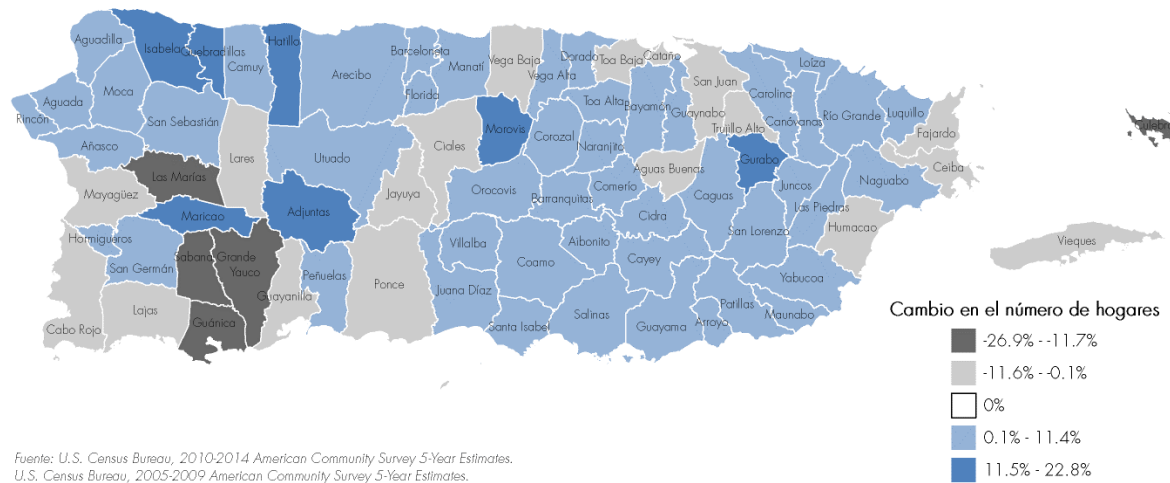 Aguadilla
Isabela
Quebradillas
Camuy
Hatillo
Arecibo
Barceloneta
Florida
Manatí
Vega Baja
Vega Alta
Dorado
Toa Baja
Cataño
San Juan
Loíza
Aguada
Moca
Rincón
San Sebastián
Añasco
Lares
Utuado
Ciales
Morovis
Corozal
Toa Alta
Naranjito
Bayamón
Guaynabo
Trujillo Alto
Carolina
Canóvanas
Río Grande
Luquillo
Fajardo
Ceiba
Culebra
Mayagüez
Las Marías
Maricao
Adjuntas
Jayuya
Orocovis
Barranquitas
Comerío
Aguas Buenas
Cidra
Caguas
Gurabo
Juncos
Las Piedras
San Lorenzo
Naguabo
Humacao
Vieques
Hormigueros
San Germán
Sabana
Grande
Yauco
Guayanilla
Peñuelas
Ponce
Villalba
Juana Díaz
Coamo
Aibonito
Cayey
Yabucoa
Patillas
Maunabo
Cabo Rojo
Lajas
Guánica
Santa Isabel
Salinas
Guayama
Arroyo
Cambio en el número de hogares
-26.9% - -11.7%
-11.6% - -0.1%
0%
0.1% - 11.4%
11.5% - 22.8%
Fuente: U.S. Census Bureau, 2010-2014 American Community Survey 5-Year Estimates.
U.S. Census Bureau, 2005-2009 American Community Survey 5-Year Estimates.